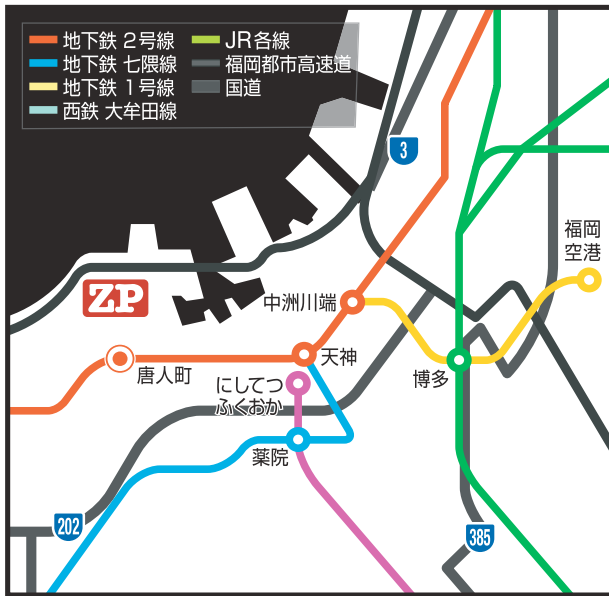 地下鉄 2号線
地下鉄 七隈線
地下鉄 1号線
西鉄 大牟田線
JR各線
福岡都市高速道
国道
3
福岡
空港
ZP
中洲川端
天神
唐人町
にしてつ
ふくおか
博多
薬院
202
385